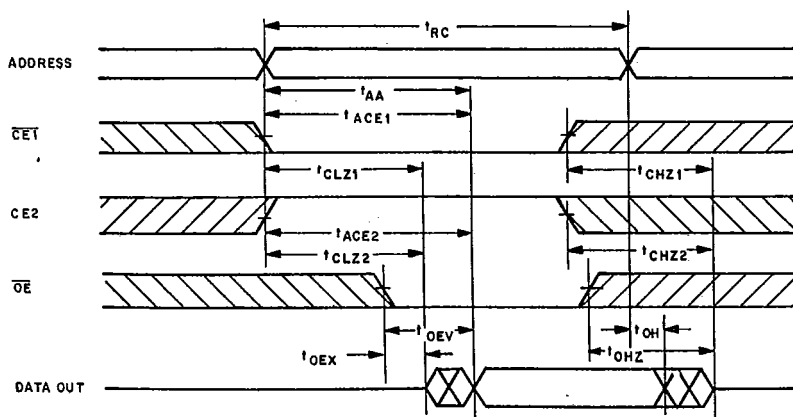 tRC
ADDRESS
tAA
tACE1
CE1
tCLZ1
tCHZ1
CE2
tACE2
tCLZ2
tCHZ2
OE
tOEV
tOH
tOEX
tOHZ
DATA OUT